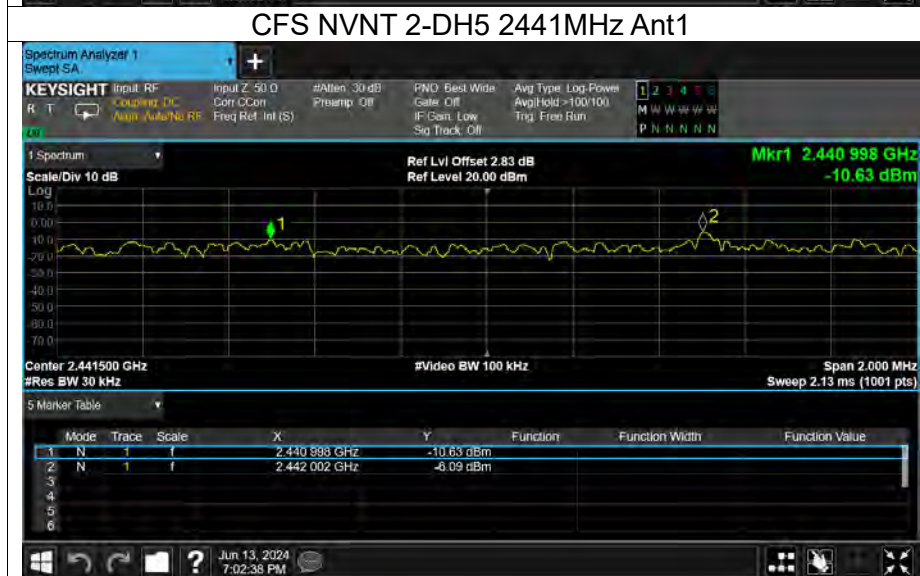 CFS NVNT 2-DH5 2441MHz Ant1
Spectrum Analyzer 1
Swept SA
+
KEYSIGHT Input: RF Input Z: 50 Ω #Atten: 30 dB PNO: Best Wide Avg Type: Log-Power 1 2 3 4 5 6
R T Coupling: DC Corr CCorr Preamp: Off Gate: Off Avg|Hold:>100/100 M W W W W W
Align: Auto/No RF Freq Ref: Int (S) IF Gain: Low Trig: Free Run
Sig Track: Off P N N N N N
LXI
1 Spectrum Ref Lvl Offset 2.83 dB Mkr1 2.440 998 GHz
Scale/Div 10 dB Ref Level 20.00 dBm -10.63 dBm
Log
10.0
0.00
-10.0
-20.0
-30.0
-40.0
-50.0
-60.0
-70.0
1
2
Center 2.441500 GHz #Video BW 100 kHz Span 2.000 MHz
#Res BW 30 kHz Sweep 2.13 ms (1001 pts)
5 Marker Table
Mode Trace Scale X Y Function Function Width Function Value
1 N 1 f 2.440 998 GHz -10.63 dBm
2 N 1 f 2.442 002 GHz -6.09 dBm
3
4
5
6
? Jun 13, 2024
7:02:38 PM